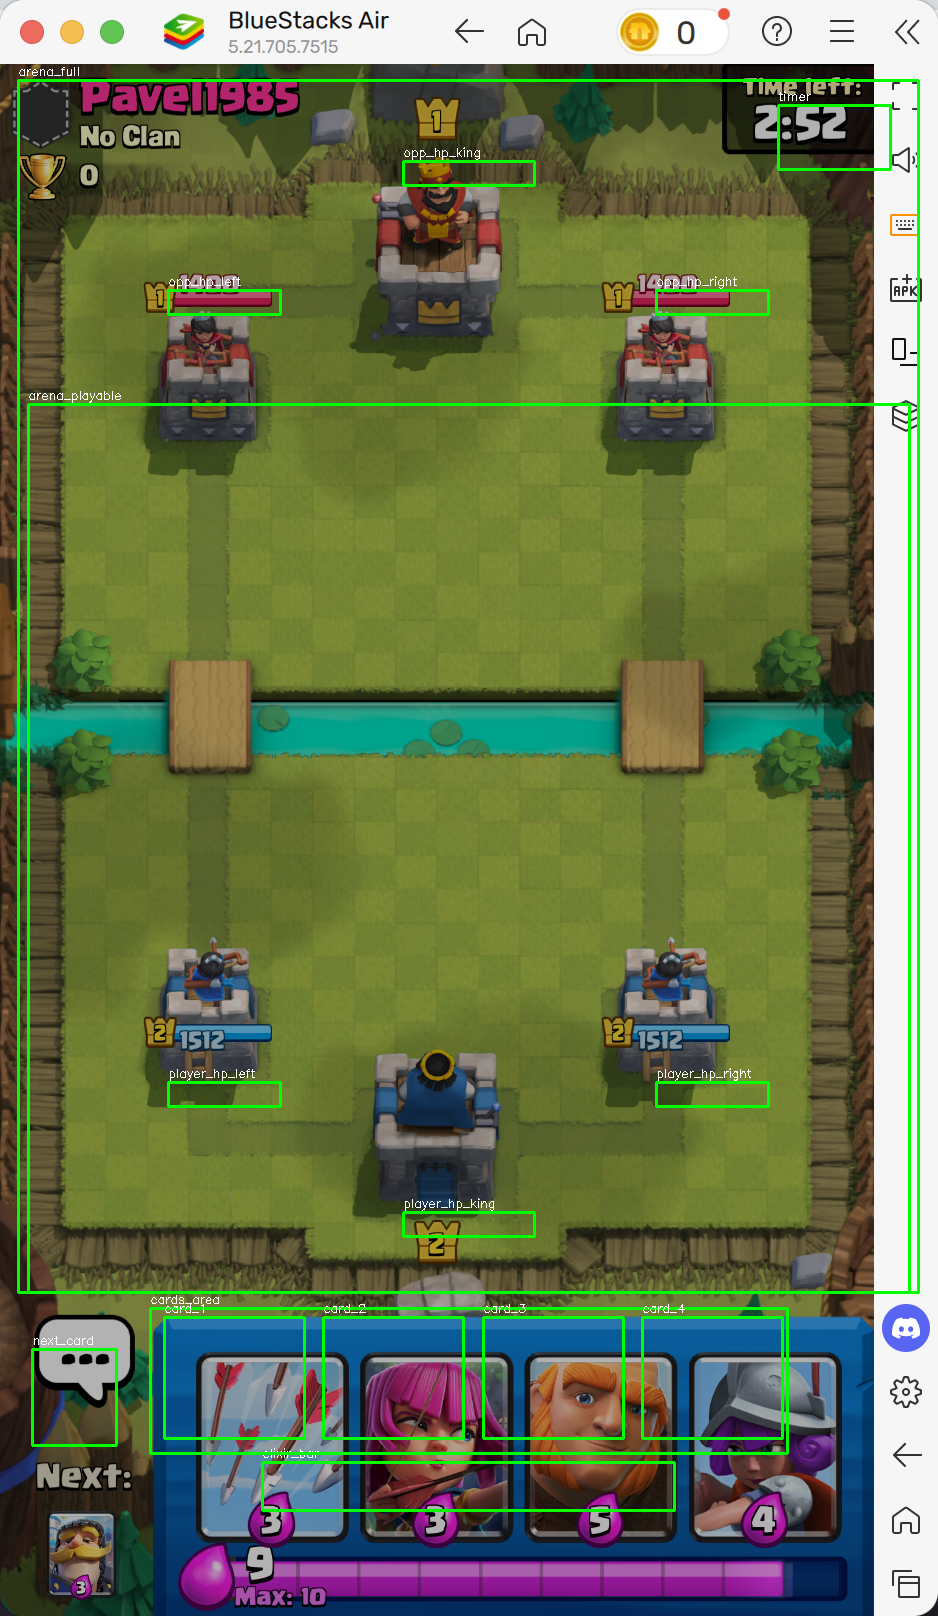 BlueStacks Air
5.21.705.7515
0
arena_full
Pavel1985
No Clan
0
1
Time left:
timer
2:52
opp_hp_king
APK
opp_hp_left
1
opp_hp_right
1
arena_playable
2
1512
2
1512
player_hp_left
player_hp_right
player_hp_king
2
cards_area
card_1
card_2
card_3
card_4
next_card
elixir_bar
Next:
3
3
5
4
3
9
Max: 10